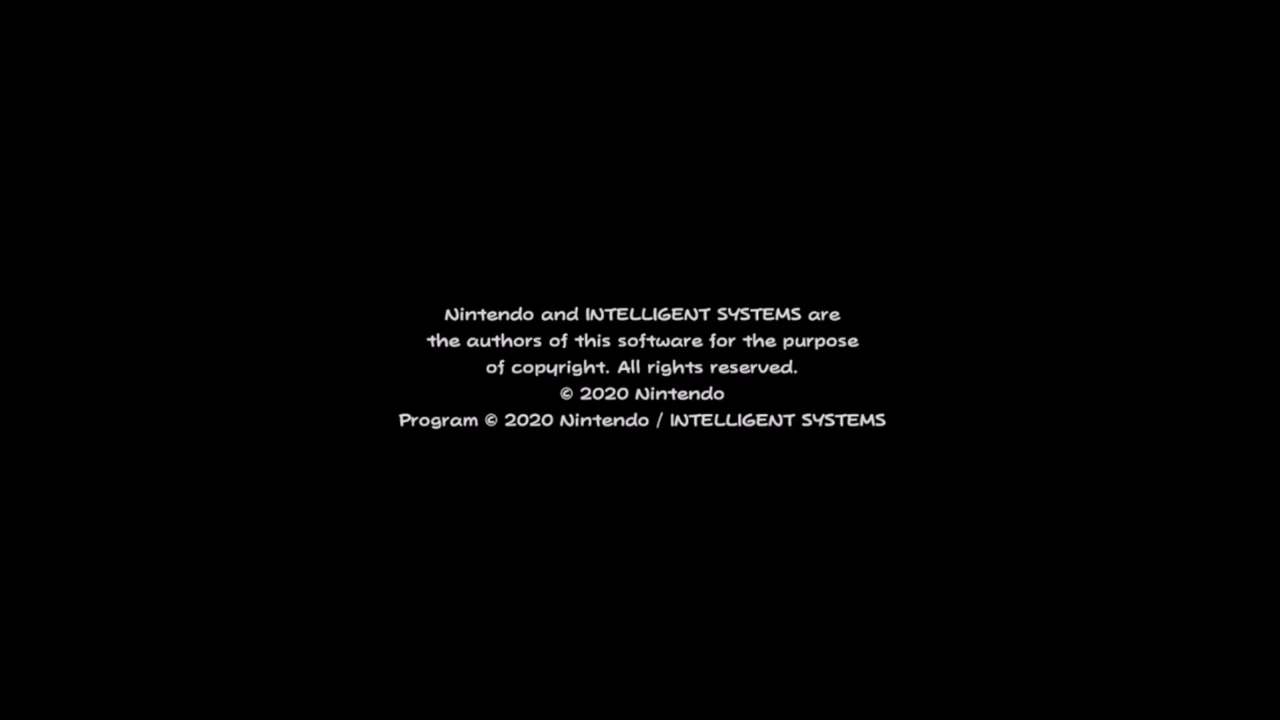 Nintendo and INTELLIGENT SYSTEMS are
the authors of this software for the purpose
of copyright. All rights reserved.
© 2020 Nintendo
Program © 2020 Nintendo / INTELLIGENT SYSTEMS